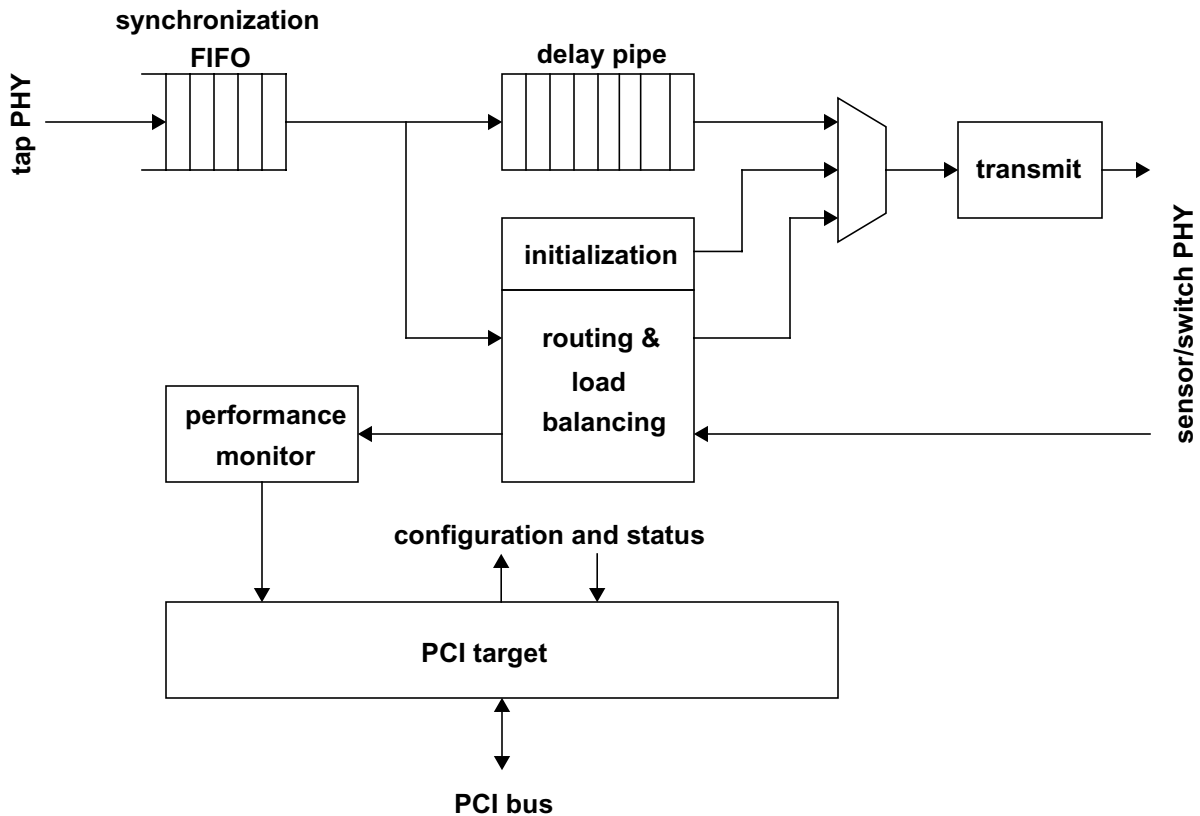 synchronization
FIFO
delay pipe
tap PHY
transmit
initialization
sensor/switch PHY
routing &
load
balancing
performance
monitor
configuration and status
PCI target
PCI bus